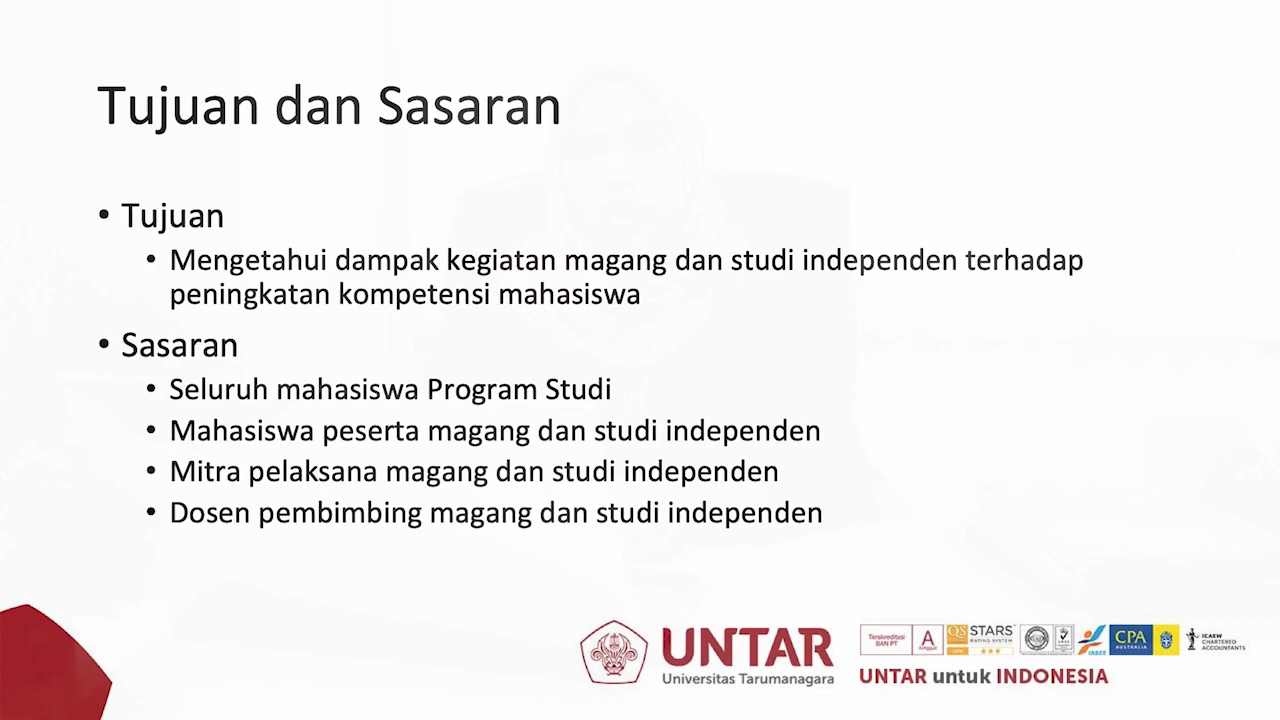 Tujuan dan Sasaran
• Tujuan
• Mengetahui dampak kegiatan magang dan studi independen terhadap
peningkatan kompetensi mahasiswa
• Sasaran
• Seluruh mahasiswa Program Studi
• Mahasiswa peserta magang dan studi independen
• Mitra pelaksana magang dan studi independen
• Dosen pembimbing magang dan studi independen
UNTAR
Universitas Tarumanagara
Terakreditasi
BAN PT
A
Unggul
QS STARS
RATING SYSTEM
IABEE
CPA
AUSTRALIA
ICAEW
CHARTERED
ACCOUNTANTS
UNTAR untuk INDONESIA